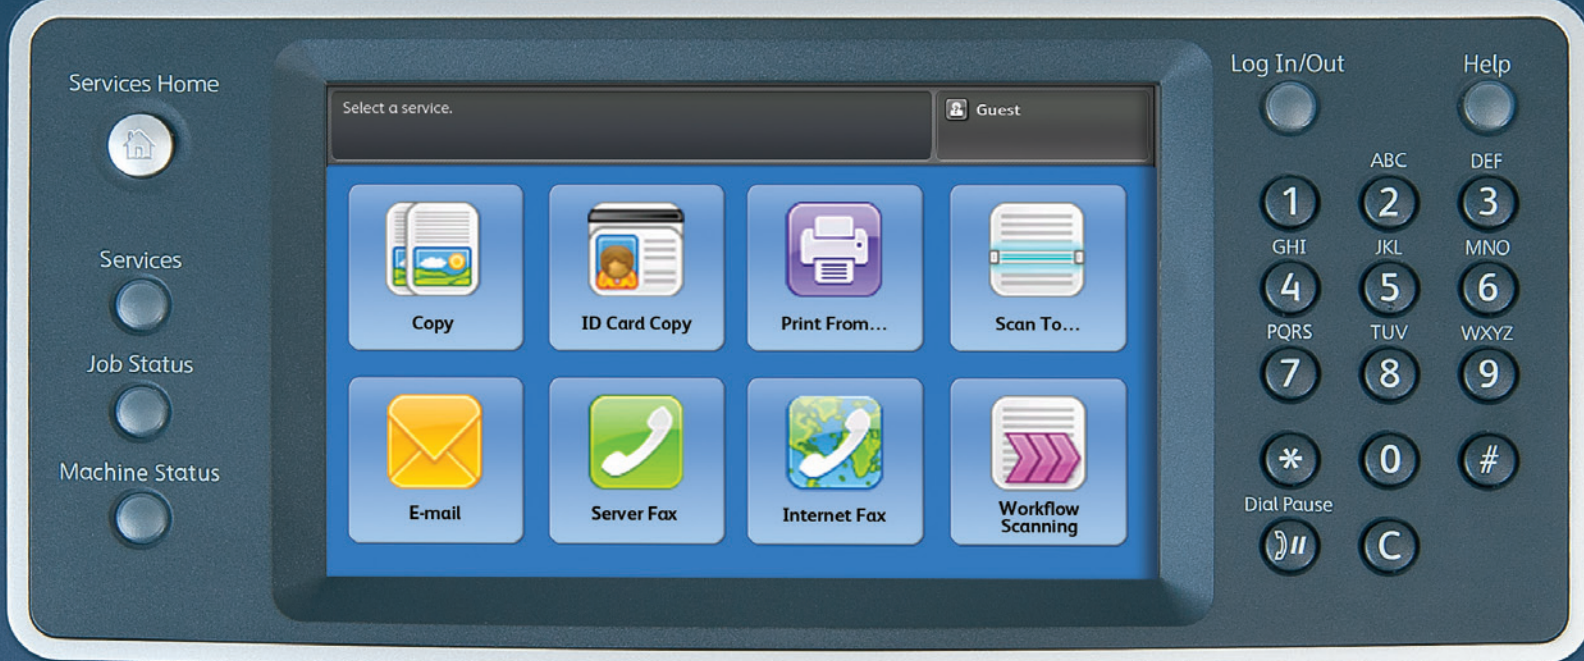 Services Home
Services
Job Status
Machine Status
Select a service.
Guest
Copy
ID Card Copy
Print From...
Scan To...
E-mail
Server Fax
Internet Fax
Workflow
Scanning
Log In/Out
Help
ABC
DEF
1
2
3
GHI
JKL
MNO
4
5
6
PQRS
TUV
WXYZ
7
8
9
*
0
#
Dial Pause
C